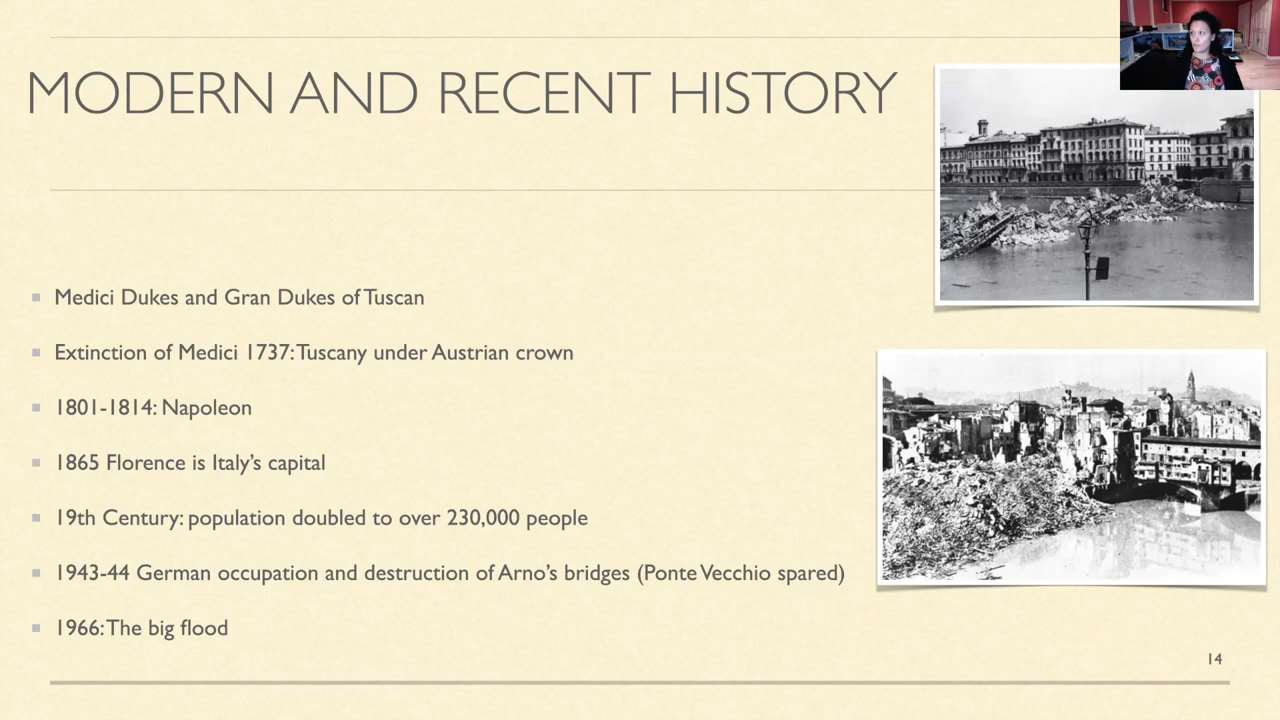 MODERN AND RECENT HISTORY
Medici Dukes and Gran Dukes of Tuscan
Extinction of Medici 1737: Tuscany under Austrian crown
1801-1814: Napoleon
1865 Florence is Italy's capital
19th Century: population doubled to over 230,000 people
1943-44 German occupation and destruction of Arno's bridges (Ponte Vecchio spared)
1966: The big flood
14